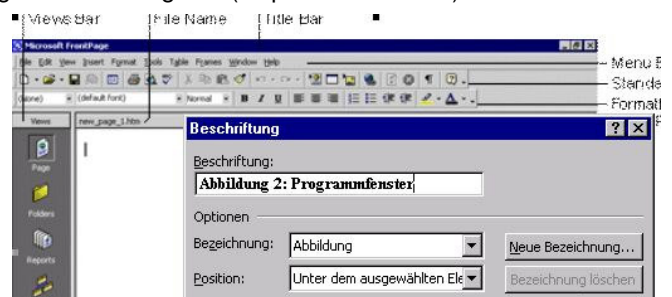 Views Bar File Name Title Bar
Microsoft FrontPage
File Edit View Insert Format Tools Table Frames Window Help
Menu B
Standa
(none) (default font) Normal B I U
Formatt
Views new_page_1.htm
Beschriftung
Page
Beschriftung:
Abbildung 2: Programmfenster
Folders
Optionen
Bezeichnung: Abbildung Neue Bezeichnung...
Reports
Position: Unter dem ausgewählten Ele Bezeichnung löschen